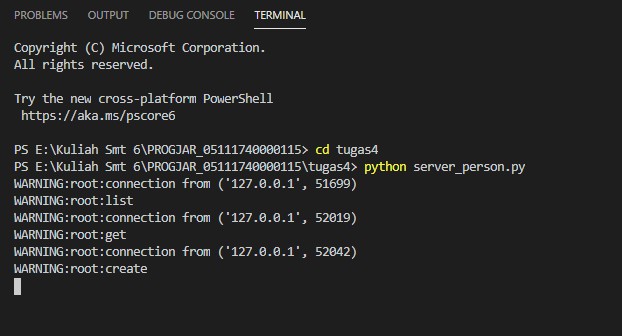 PROBLEMS OUTPUT DEBUG CONSOLE TERMINAL
Copyright (C) Microsoft Corporation.
All rights reserved.
Try the new cross-platform PowerShell
https://aka.ms/pscore6
PS E:\Kuliah Smt 6\PROGJAR_05111740000115> cd tugas4
PS E:\Kuliah Smt 6\PROGJAR_05111740000115\tugas4> python server_person.py
WARNING:root:connection from ('127.0.0.1', 51699)
WARNING:root:list
WARNING:root:connection from ('127.0.0.1', 52019)
WARNING:root:get
WARNING:root:connection from ('127.0.0.1', 52042)
WARNING:root:create